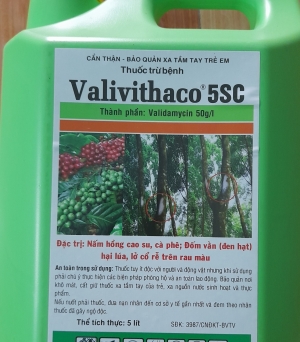 CẨN THẬN - BẢO QUẢN XA TẦM TAY TRẺ EM
Thuốc trừ bệnh
Valivithaco® 5SC
Thành phần: Validamycin 50g/l
Đặc trị: Nấm hồng cao su, cà phê; Đốm vằn (đen hạt)
hại lúa, lở cổ rễ trên rau màu
An toàn trong sử dụng: Thuốc tuy ít độc với người và động vật nhưng khi sử dụng
phải chú ý thực hiện các biện pháp phòng hộ và an toàn lao động. Bảo quản nơi
khô mát, cất giữ thuốc xa tầm tay của trẻ, xa nguồn nước sinh hoạt và thực
phẩm.
Nếu nuốt phải thuốc, đưa nạn nhân đến cơ sở y tế gần nhất và đem theo nhãn
thuốc đã gây ngộ độc.
Thể tích thực: 5 lít
SĐK: 3987/CNĐKT-BVTV